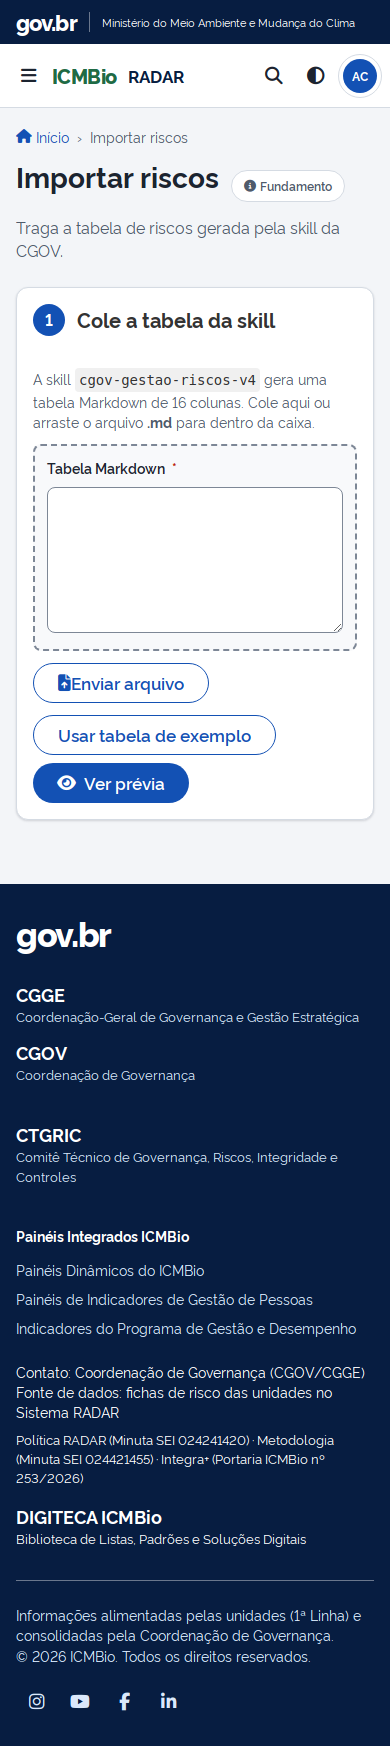 gov.br
Ministério do Meio Ambiente e Mudança do Clima
ICMBio RADAR
AC
Início › Importar riscos
Importar riscos
Fundamento
Traga a tabela de riscos gerada pela skill da
CGOV.
1 Cole a tabela da skill
A skill cgov-gestao-riscos-v4 gera uma
tabela Markdown de 16 colunas. Cole aqui ou
arraste o arquivo .md para dentro da caixa.
Tabela Markdown *
Enviar arquivo
Usar tabela de exemplo
Ver prévia
gov.br
CGGE
Coordenação-Geral de Governança e Gestão Estratégica
CGOV
Coordenação de Governança
CTGRIC
Comitê Técnico de Governança, Riscos, Integridade e
Controles
Painéis Integrados ICMBio
Painéis Dinâmicos do ICMBio
Painéis de Indicadores de Gestão de Pessoas
Indicadores do Programa de Gestão e Desempenho
Contato: Coordenação de Governança (CGOV/CGGE)
Fonte de dados: fichas de risco das unidades no
Sistema RADAR
Política RADAR (Minuta SEI 024241420) · Metodologia
(Minuta SEI 024421455) · Integra+ (Portaria ICMBio nº
253/2026)
DIGITECA ICMBio
Biblioteca de Listas, Padrões e Soluções Digitais
Informações alimentadas pelas unidades (1ª Linha) e
consolidadas pela Coordenação de Governança.
© 2026 ICMBio. Todos os direitos reservados.